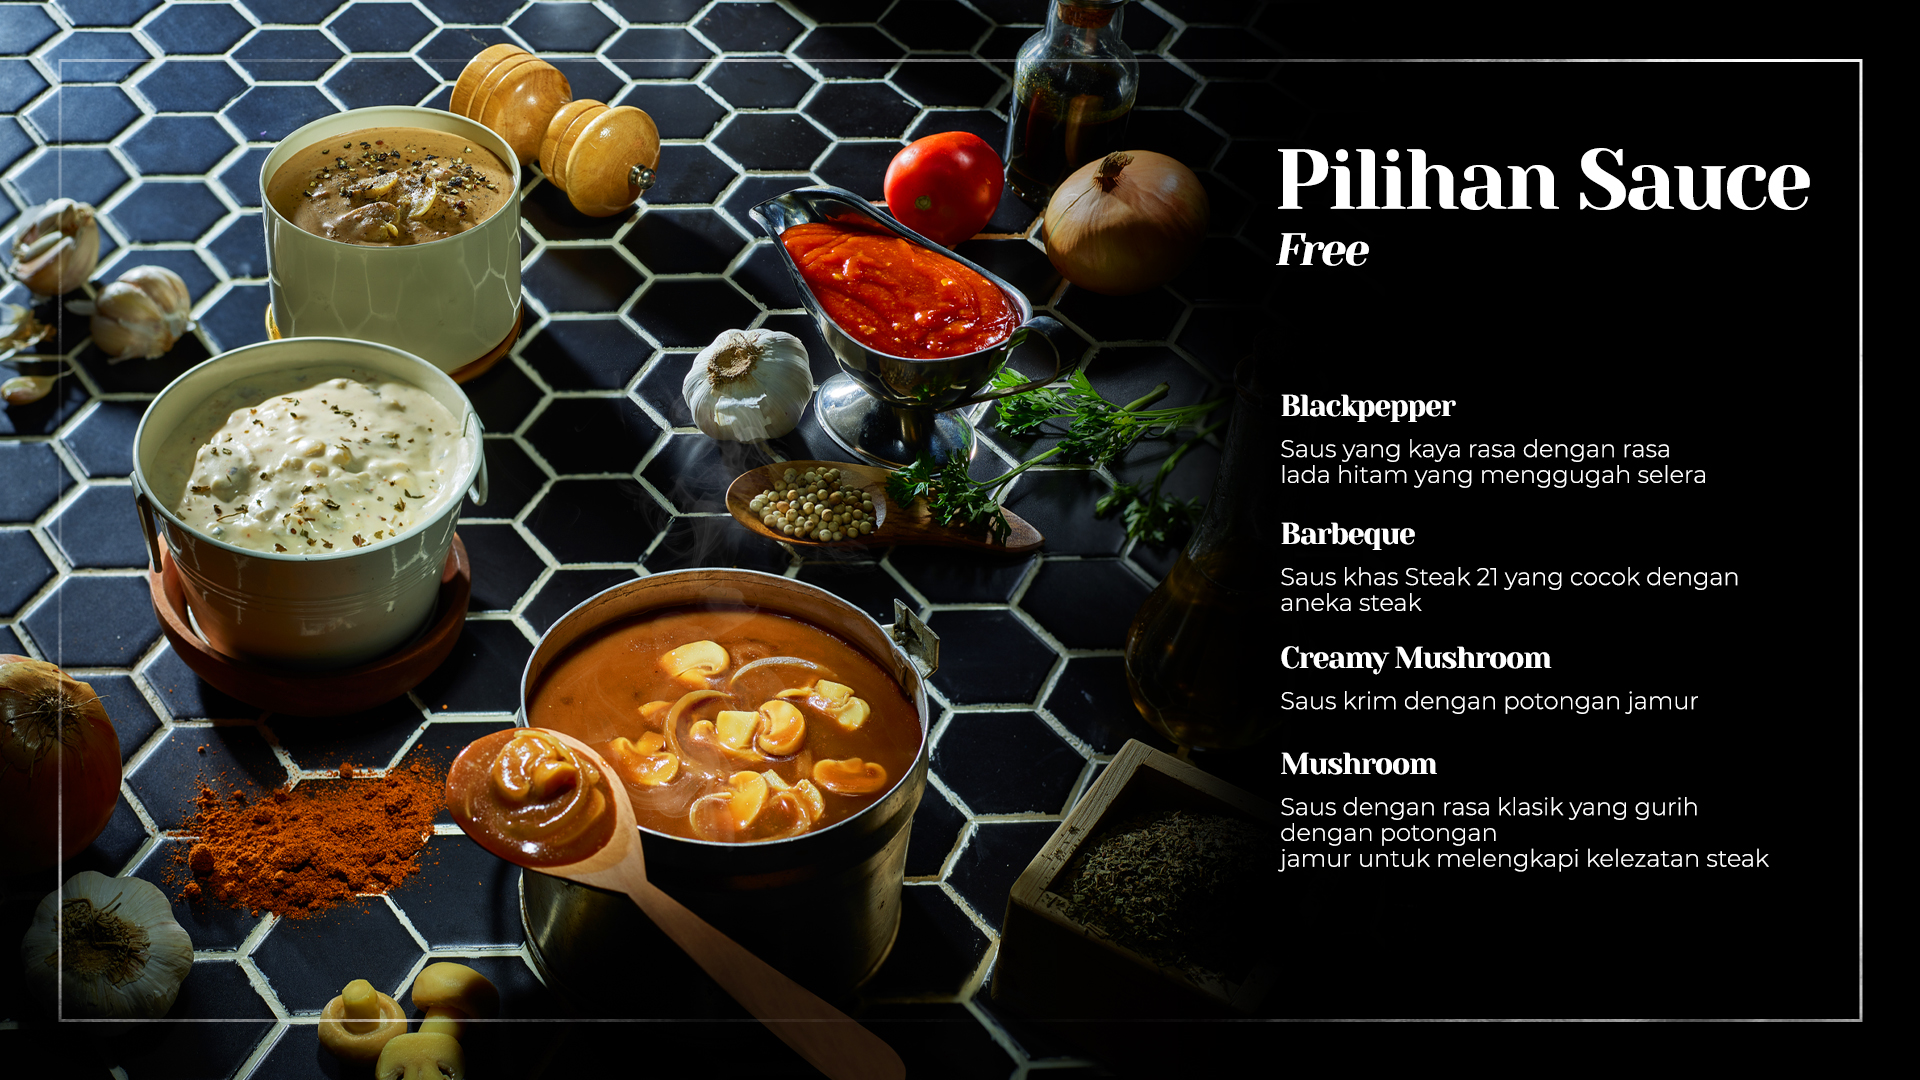 Pilihan Sauce
Free
Blackpepper
Saus yang kaya rasa dengan rasa
lada hitam yang menggugah selera
Barbeque
Saus khas Steak 21 yang cocok dengan
aneka steak
Creamy Mushroom
Saus krim dengan potongan jamur
Mushroom
Saus dengan rasa klasik yang gurih
dengan potongan
jamur untuk melengkapi kelezatan steak